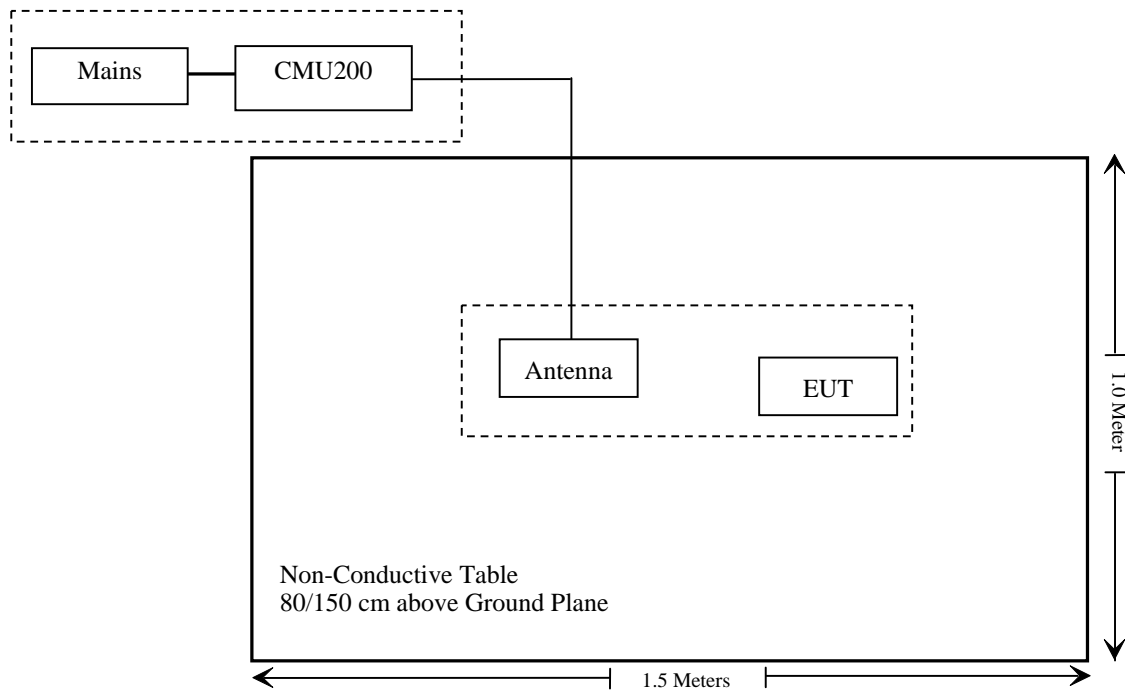 Mains
CMU200
Antenna
EUT
1.0 Meter
Non-Conductive Table
80/150 cm above Ground Plane
1.5 Meters